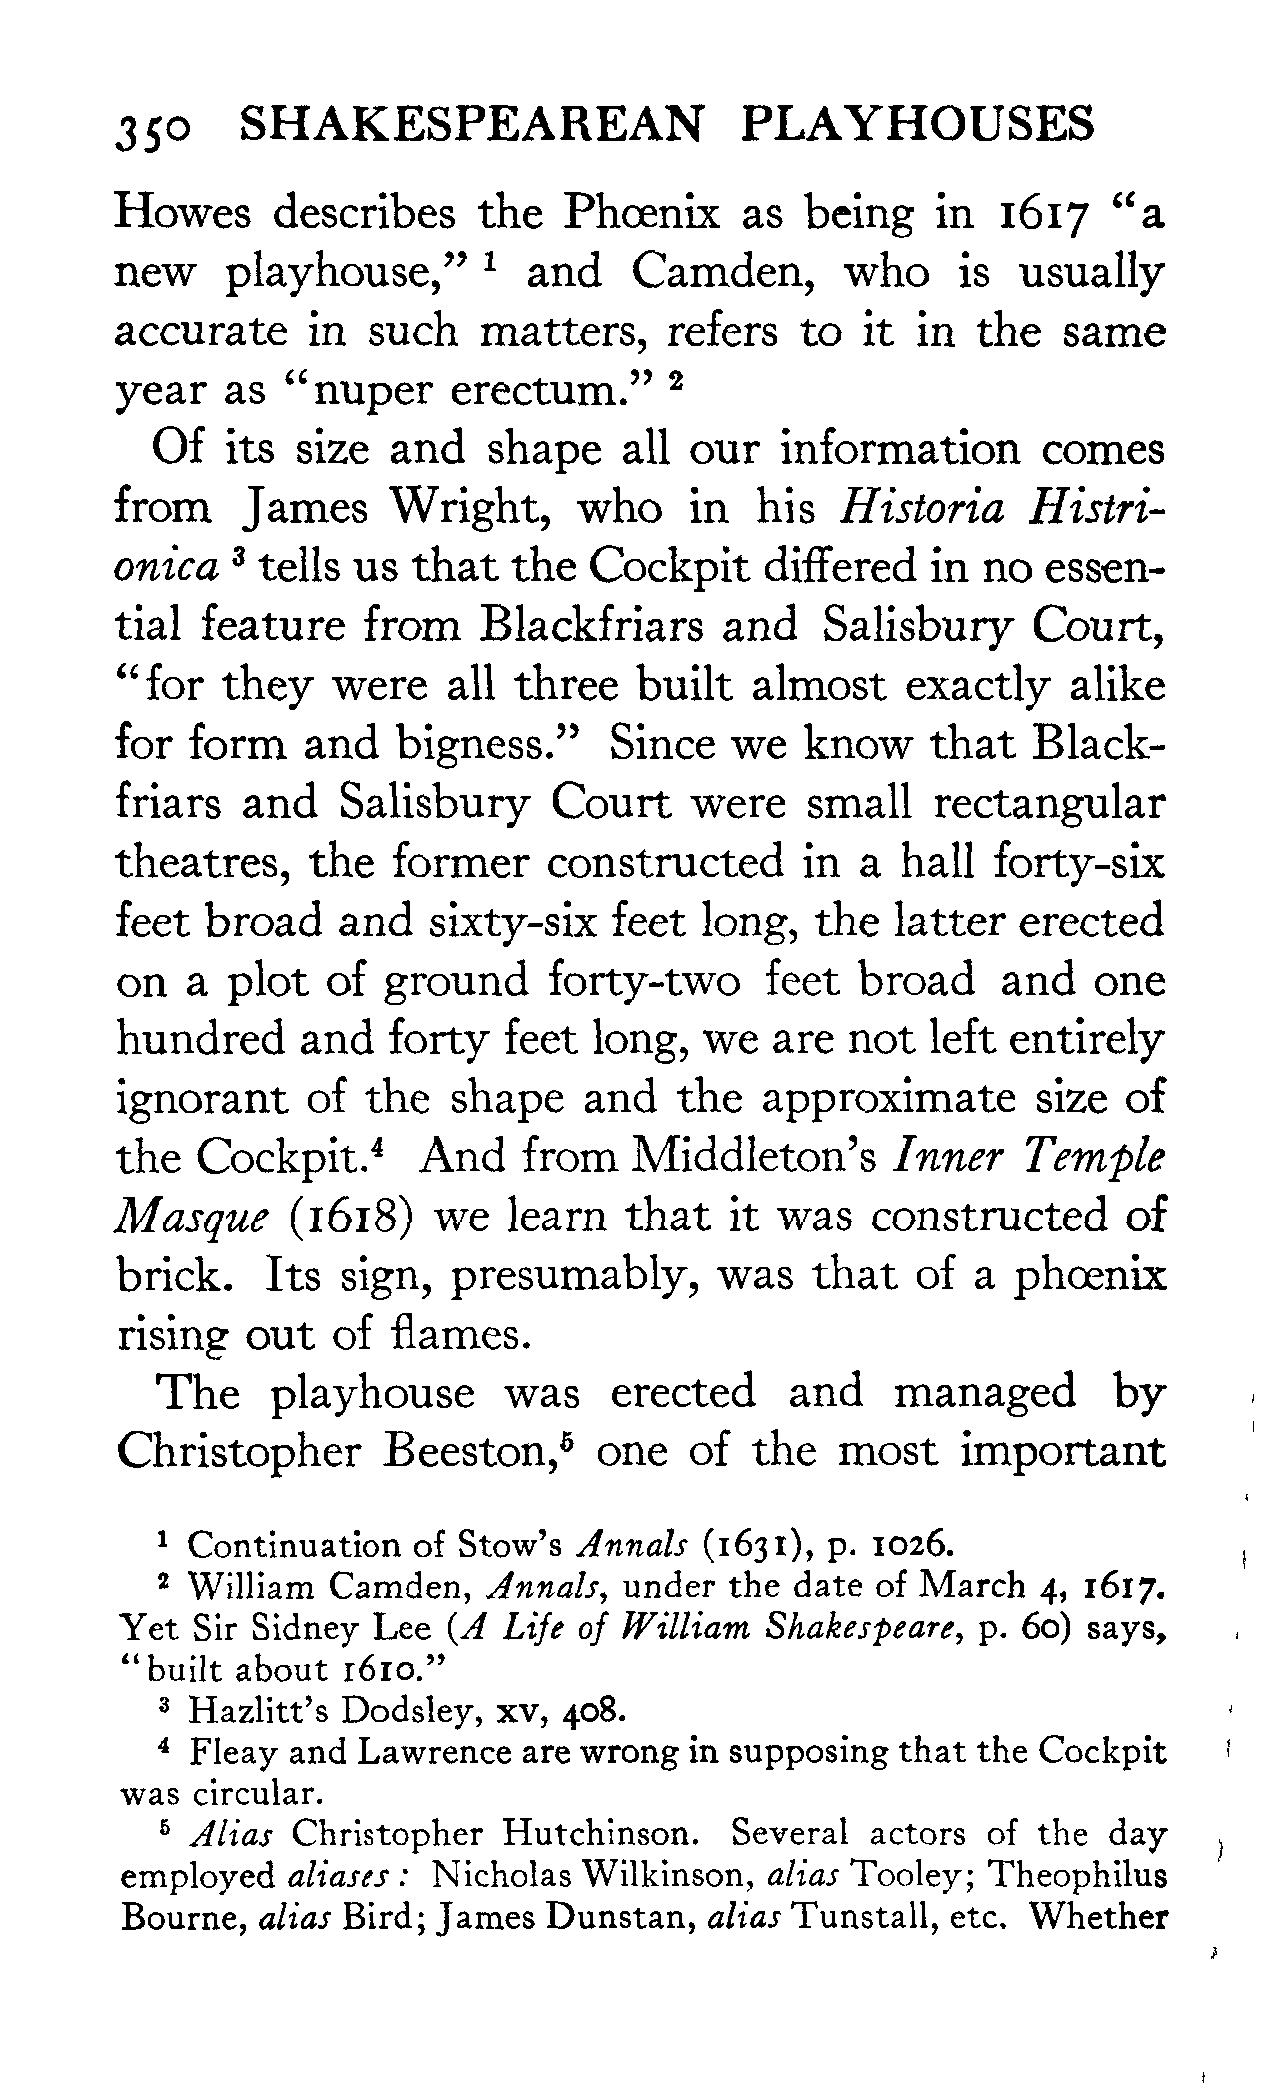 350 SHAKESPEAREAN PLAYHOUSES
Howes describes the Phœnix as being in 1617 “a
new playhouse,” ¹ and Camden, who is usually
accurate in such matters, refers to it in the same
year as “nuper erectum.” ²
Of its size and shape all our information comes
from James Wright, who in his Historia Histri-
onica ³ tells us that the Cockpit differed in no essen-
tial feature from Blackfriars and Salisbury Court,
“for they were all three built almost exactly alike
for form and bigness.” Since we know that Black-
friars and Salisbury Court were small rectangular
theatres, the former constructed in a hall forty-six
feet broad and sixty-six feet long, the latter erected
on a plot of ground forty-two feet broad and one
hundred and forty feet long, we are not left entirely
ignorant of the shape and the approximate size of
the Cockpit.⁴ And from Middleton’s Inner Temple
Masque (1618) we learn that it was constructed of
brick. Its sign, presumably, was that of a phœnix
rising out of flames.
The playhouse was erected and managed by
Christopher Beeston,⁵ one of the most important
¹ Continuation of Stow’s Annals (1631), p. 1026.
² William Camden, Annals, under the date of March 4, 1617.
Yet Sir Sidney Lee (A Life of William Shakespeare, p. 60) says,
“built about 1610.”
³ Hazlitt’s Dodsley, xv, 408.
⁴ Fleay and Lawrence are wrong in supposing that the Cockpit
was circular.
⁵ Alias Christopher Hutchinson. Several actors of the day
employed aliases: Nicholas Wilkinson, alias Tooley; Theophilus
Bourne, alias Bird; James Dunstan, alias Tunstall, etc. Whether